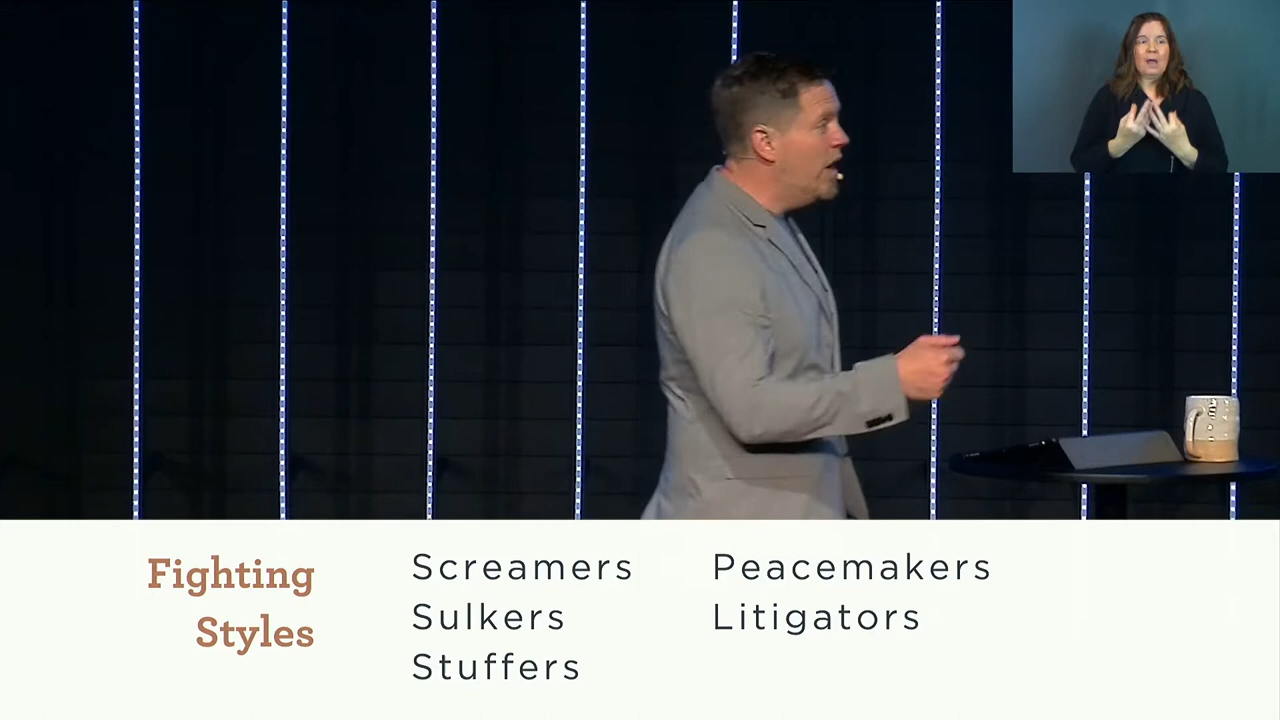 Fighting
Styles
Screamers
Sulkers
Stuffers
Peacemakers
Litigators